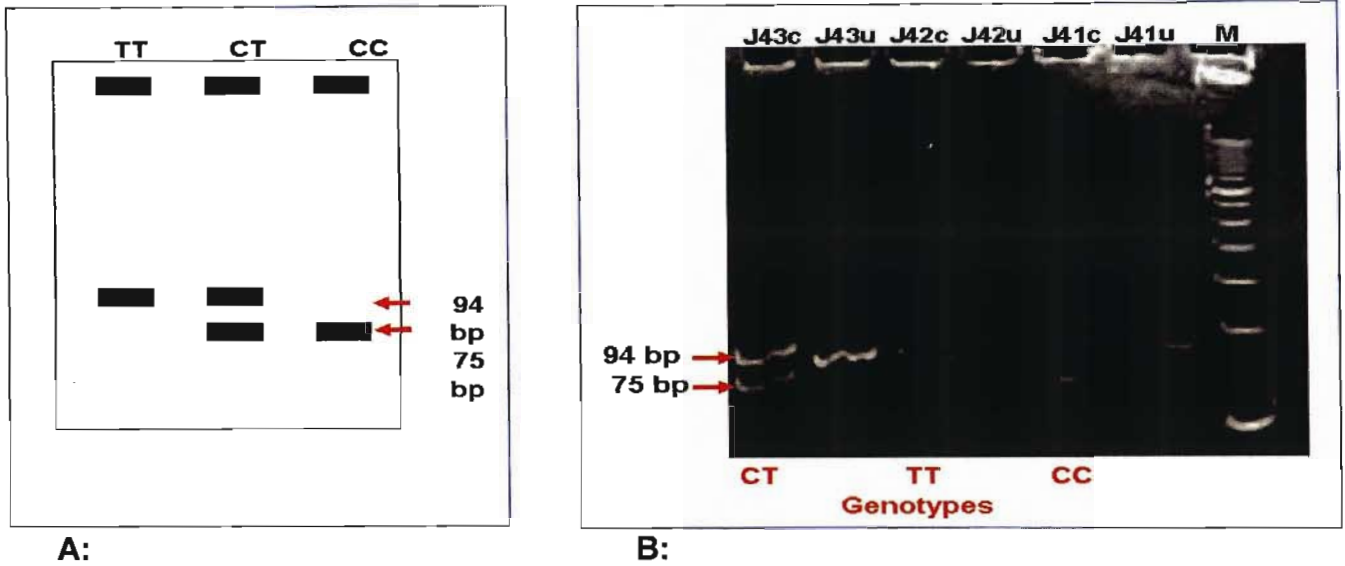 TT CT CC
94
bp
75
bp
A:
J43c J43u J42c J42u J41c J41u M
94 bp
75 bp
CT TT CC
Genotypes
B: